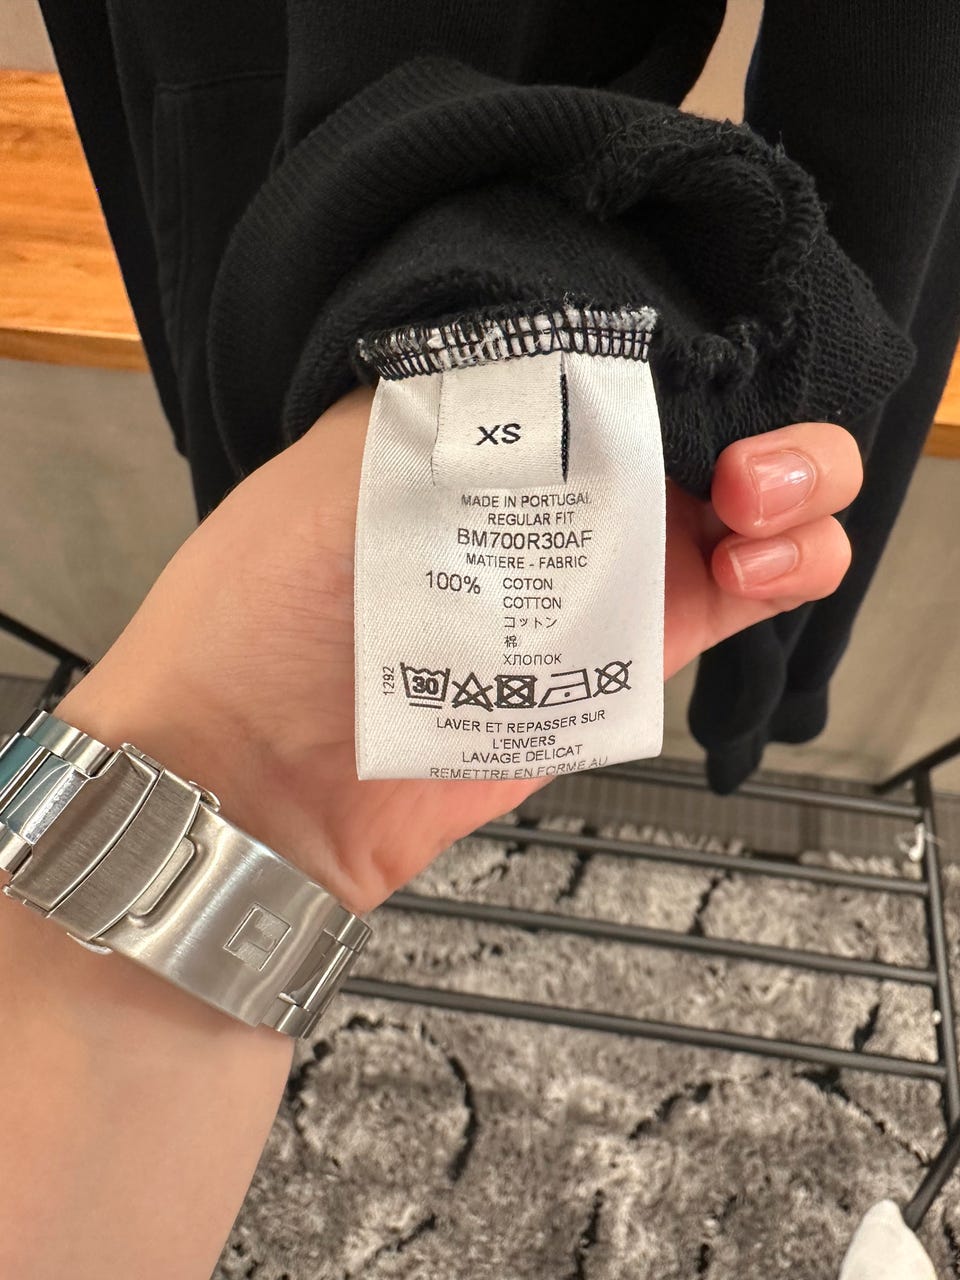 XS
MADE IN PORTUGAL
REGULAR FIT
BM700R30AF
MATIERE - FABRIC
100% COTON
COTTON
コットン
棉
ХЛОПОК
1292
30
LAVER ET REPASSER SUR
L'ENVERS
LAVAGE DELICAT
REMETTRE EN FORME AU